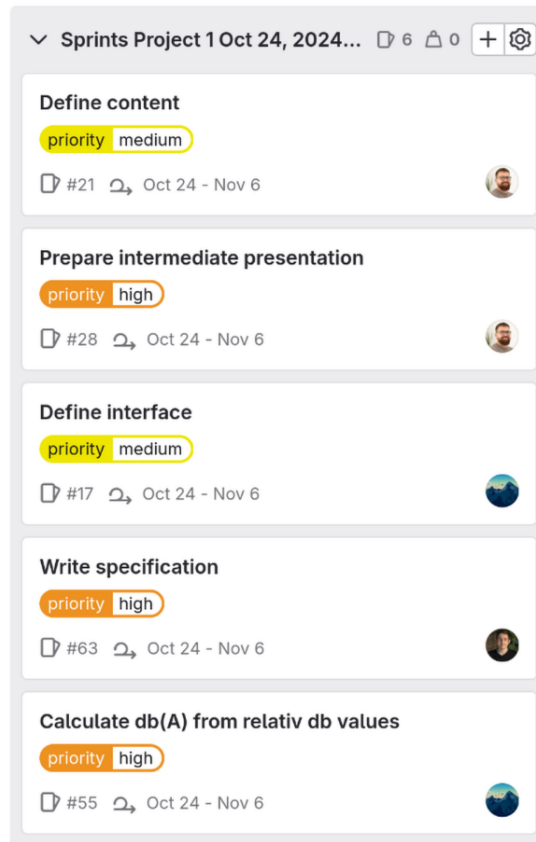 Sprints Project 1 Oct 24, 2024... 6 0
Define content
priority medium
#21 Oct 24 - Nov 6
Prepare intermediate presentation
priority high
#28 Oct 24 - Nov 6
Define interface
priority medium
#17 Oct 24 - Nov 6
Write specification
priority high
#63 Oct 24 - Nov 6
Calculate db(A) from relativ db values
priority high
#55 Oct 24 - Nov 6